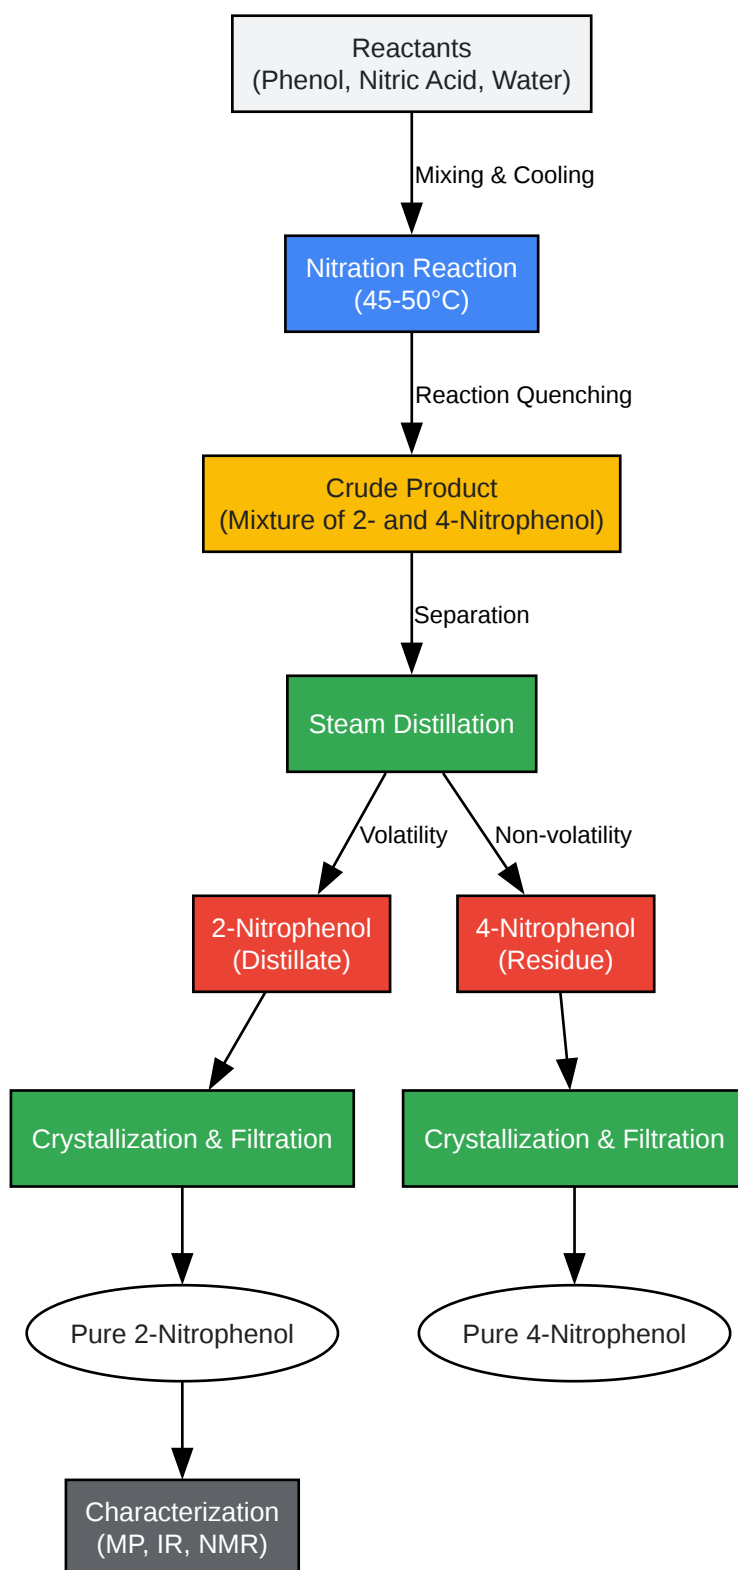 Reactants
(Phenol, Nitric Acid, Water)
Mixing & Cooling
Nitration Reaction
(45-50°C)
Reaction Quenching
Crude Product
(Mixture of 2- and 4-Nitrophenol)
Separation
Steam Distillation
Volatility
Non-volatility
2-Nitrophenol
(Distillate)
4-Nitrophenol
(Residue)
Crystallization & Filtration
Crystallization & Filtration
Pure 2-Nitrophenol
Pure 4-Nitrophenol
Characterization
(MP, IR, NMR)